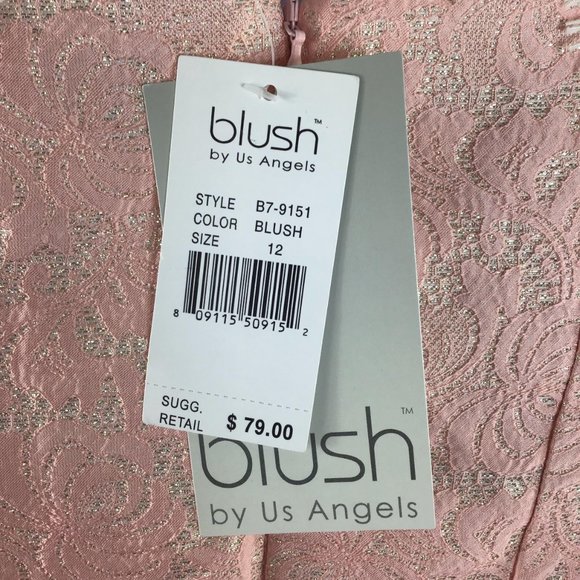 blush™
by Us Angels
STYLE B7-9151
COLOR BLUSH
SIZE 12
8 09115 50915 2
SUGG.
RETAIL $ 79.00
blush™
by Us Angels